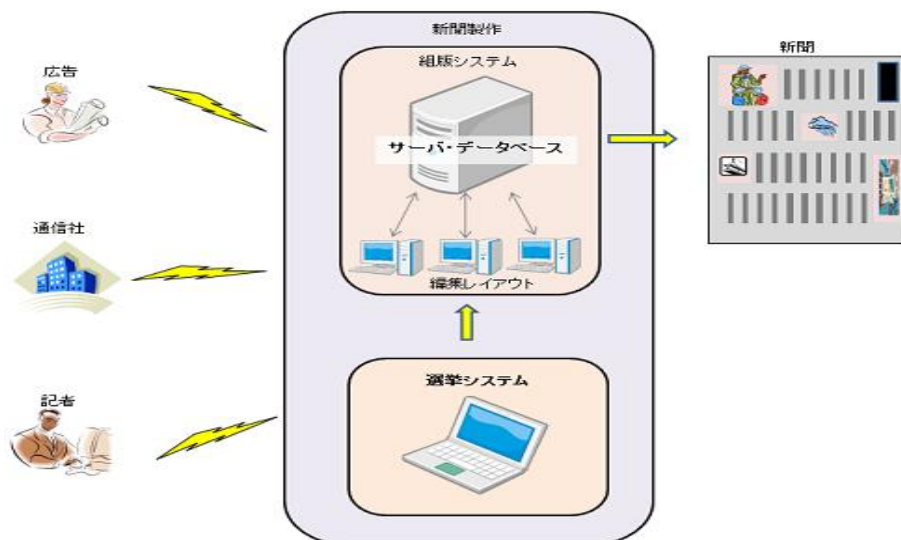 新聞製作
組版システム
サーバ・データベース
編集レイアウト
選挙システム
広告
通信社
記者
新聞